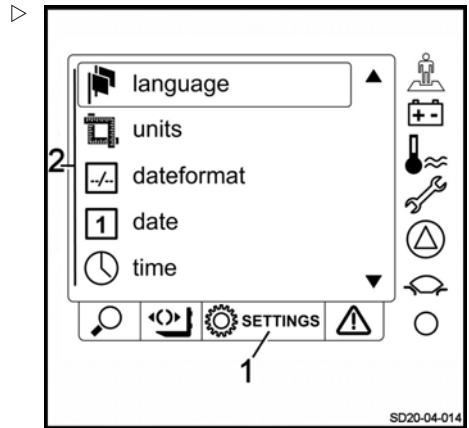 language
units
2
--/--
dateformat
1
date
time
SETTINGS
1
SD20-04-014